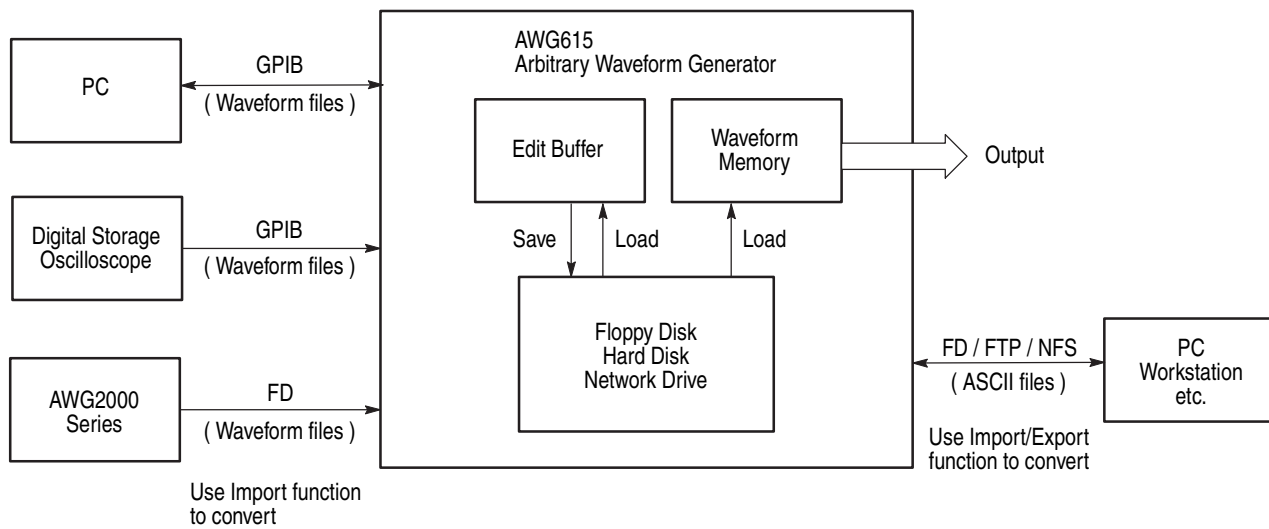 PC
GPIB
( Waveform files )
Digital Storage
Oscilloscope
GPIB
( Waveform files )
AWG2000
Series
FD
( Waveform files )
Use Import function
to convert
AWG615
Arbitrary Waveform Generator
Edit Buffer
Waveform
Memory
Output
Save
Load
Load
Floppy Disk
Hard Disk
Network Drive
FD / FTP / NFS
( ASCII files )
Use Import/Export
function to convert
PC
Workstation
etc.